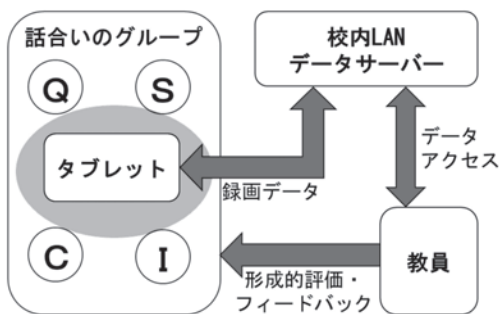 話合いのグループ
Q
S
タブレット
C
I
校内LAN
データサーバー
録画データ
データ
アクセス
教員
形成的評価・
フィードバック